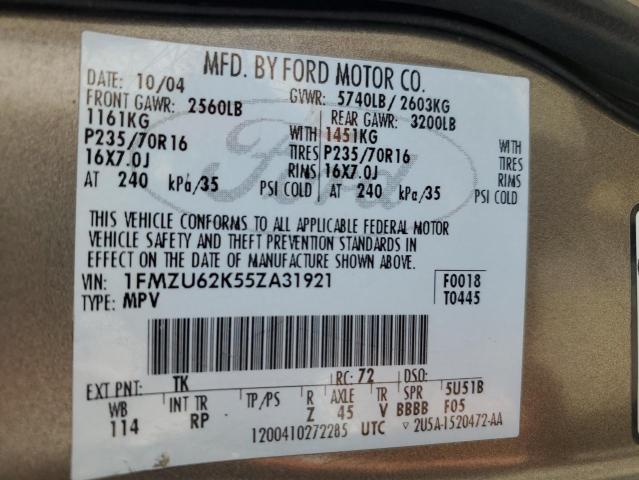 MFD. BY FORD MOTOR CO.
DATE: 10/04 GVWR: 5740LB / 2603KG
FRONT GAWR: 2560LB REAR GAWR: 3200LB
1161KG WITH 1451KG WITH
P235/70R16 TIRES P235/70R16 TIRES
16X7.0J RIMS 16X7.0J RIMS
AT 240 kPa/35 PSI COLD AT 240 kPa/35 PSI COLD
Ford
THIS VEHICLE CONFORMS TO ALL APPLICABLE FEDERAL MOTOR
VEHICLE SAFETY AND THEFT PREVENTION STANDARDS IN
EFFECT ON THE DATE OF MANUFACTURE SHOWN ABOVE.
VIN: 1FMZU62K55ZA31921 F0018
TYPE: MPV T0445
EXT PNT: TK RC: 72 DSO:
WB INT TR TP/PS R AXLE TR SPR 5U51B
114 RP Z 45 V BBBB F05
1200410272285 UTC 2U5A-1520472-AA